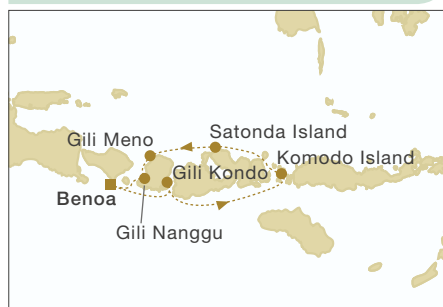 Satonda Island
Gili Meno
Komodo Island
Gili Kondo
Benoa
Gili Nanggu